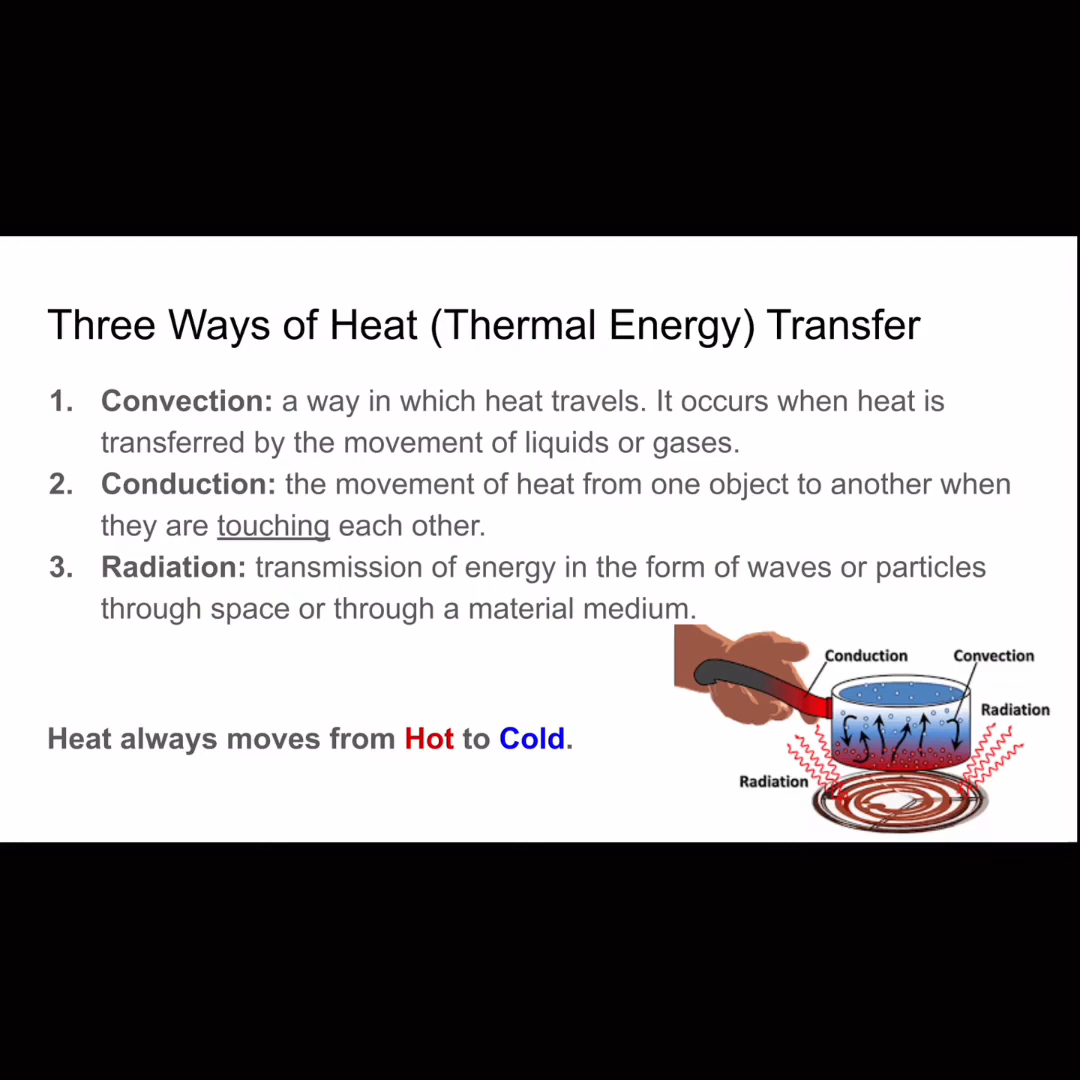 Three Ways of Heat (Thermal Energy) Transfer
1. Convection: a way in which heat travels. It occurs when heat is
transferred by the movement of liquids or gases.
2. Conduction: the movement of heat from one object to another when
they are touching each other.
3. Radiation: transmission of energy in the form of waves or particles
through space or through a material medium.
Conduction
Convection
Radiation
Heat always moves from Hot to Cold.
Radiation